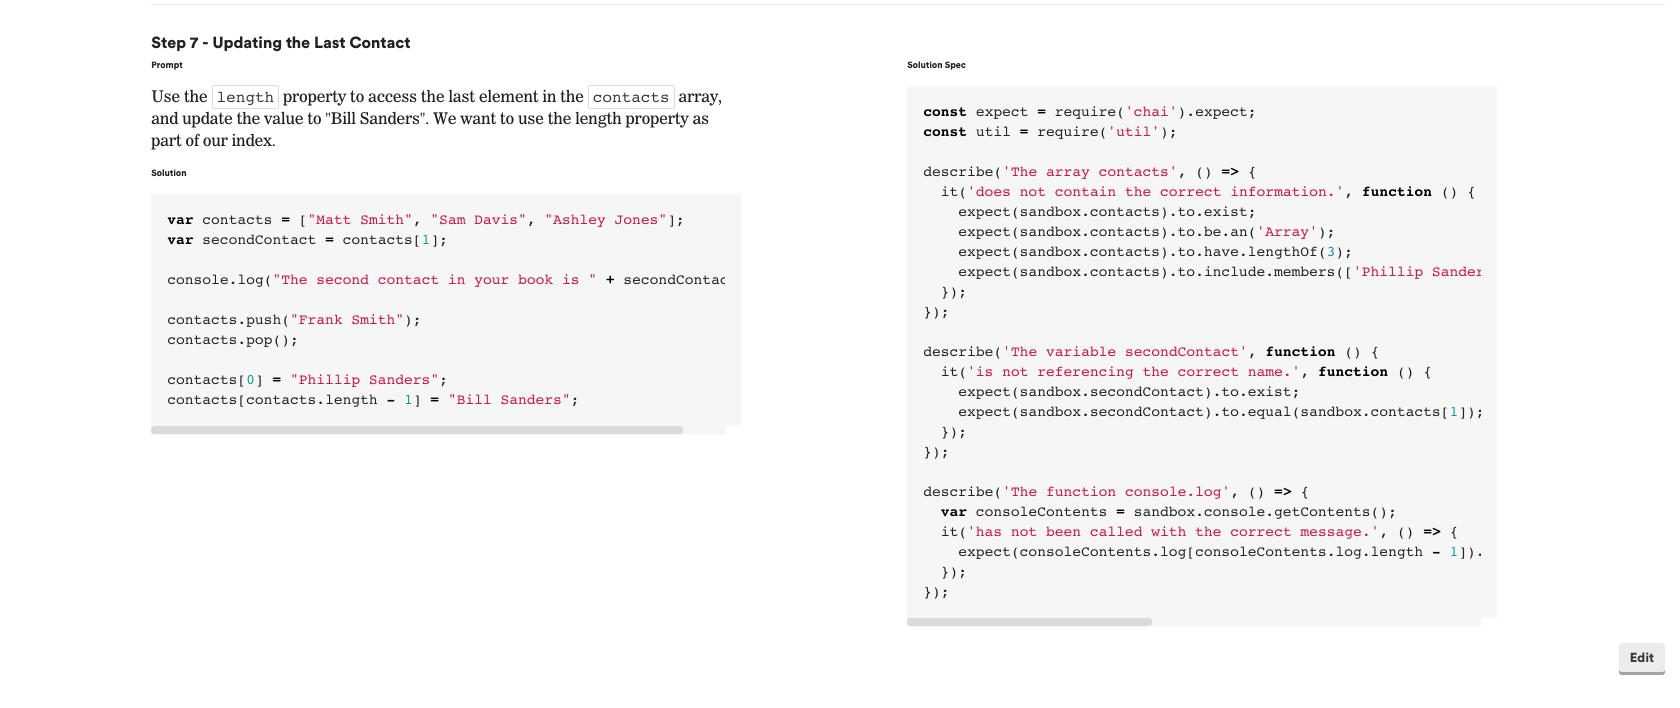 Step 7 - Updating the Last Contact
Prompt
Use the length property to access the last element in the contacts array,
and update the value to "Bill Sanders". We want to use the length property as
part of our index.
Solution
var contacts = ["Matt Smith", "Sam Davis", "Ashley Jones"];
var secondContact = contacts[1];
console.log("The second contact in your book is " + secondContac
contacts.push("Frank Smith");
contacts.pop();
contacts[0] = "Phillip Sanders";
contacts[contacts.length - 1] = "Bill Sanders";
Solution Spec
const expect = require('chai').expect;
const util = require('util');
describe('The array contacts', () => {
it('does not contain the correct information.', function () {
expect(sandbox.contacts).to.exist;
expect(sandbox.contacts).to.be.an('Array');
expect(sandbox.contacts).to.have.lengthOf(3);
expect(sandbox.contacts).to.include.members(['Phillip Sander
});
});
describe('The variable secondContact', function () {
it('is not referencing the correct name.', function () {
expect(sandbox.secondContact).to.exist;
expect(sandbox.secondContact).to.equal(sandbox.contacts[1]);
});
});
describe('The function console.log', () => {
var consoleContents = sandbox.console.getContents();
it('has not been called with the correct message.', () => {
expect(consoleContents.log[consoleContents.log.length - 1]).
});
});
Edit